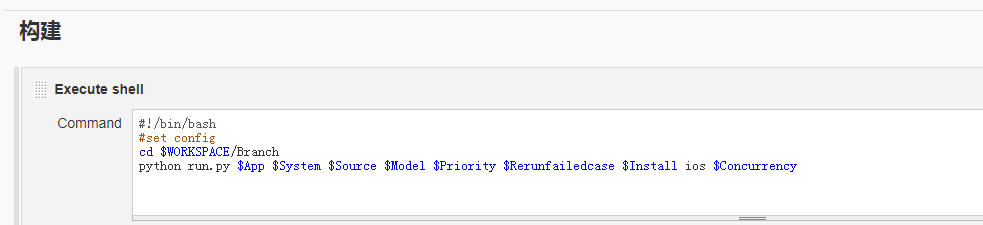 构建
Execute shell
Command
#!/bin/bash
#set config
cd $WORKSPACE/Branch
python run.py $App $System $Source $Model $Priority $Rerunfailedcase $Install ios $Concurrency